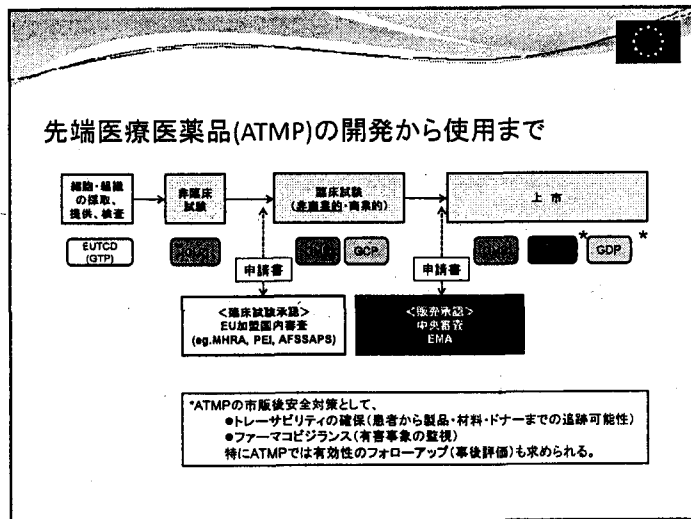 先端医療医薬品(ATMP)の開発から使用まで
細胞・組織
の採取、
提供、検査
非臨床
試験
臨床試験
(非商業的・商業的)
上市
EUTCD
(GTP)
GCP
*
GDP
*
申請書
申請書
<臨床試験承認>
EU加盟国内審査
(eg.MHRA, PEI, AFSSAPS)
<販売承認>
中央審査
EMA
*ATMPの市販後安全対策として、
●トレーサビリティの確保(患者から製品・材料・ドナーまでの追跡可能性)
●ファーマコビジランス(有害事象の監視)
特にATMPでは有効性のフォローアップ(事後評価)も求められる。